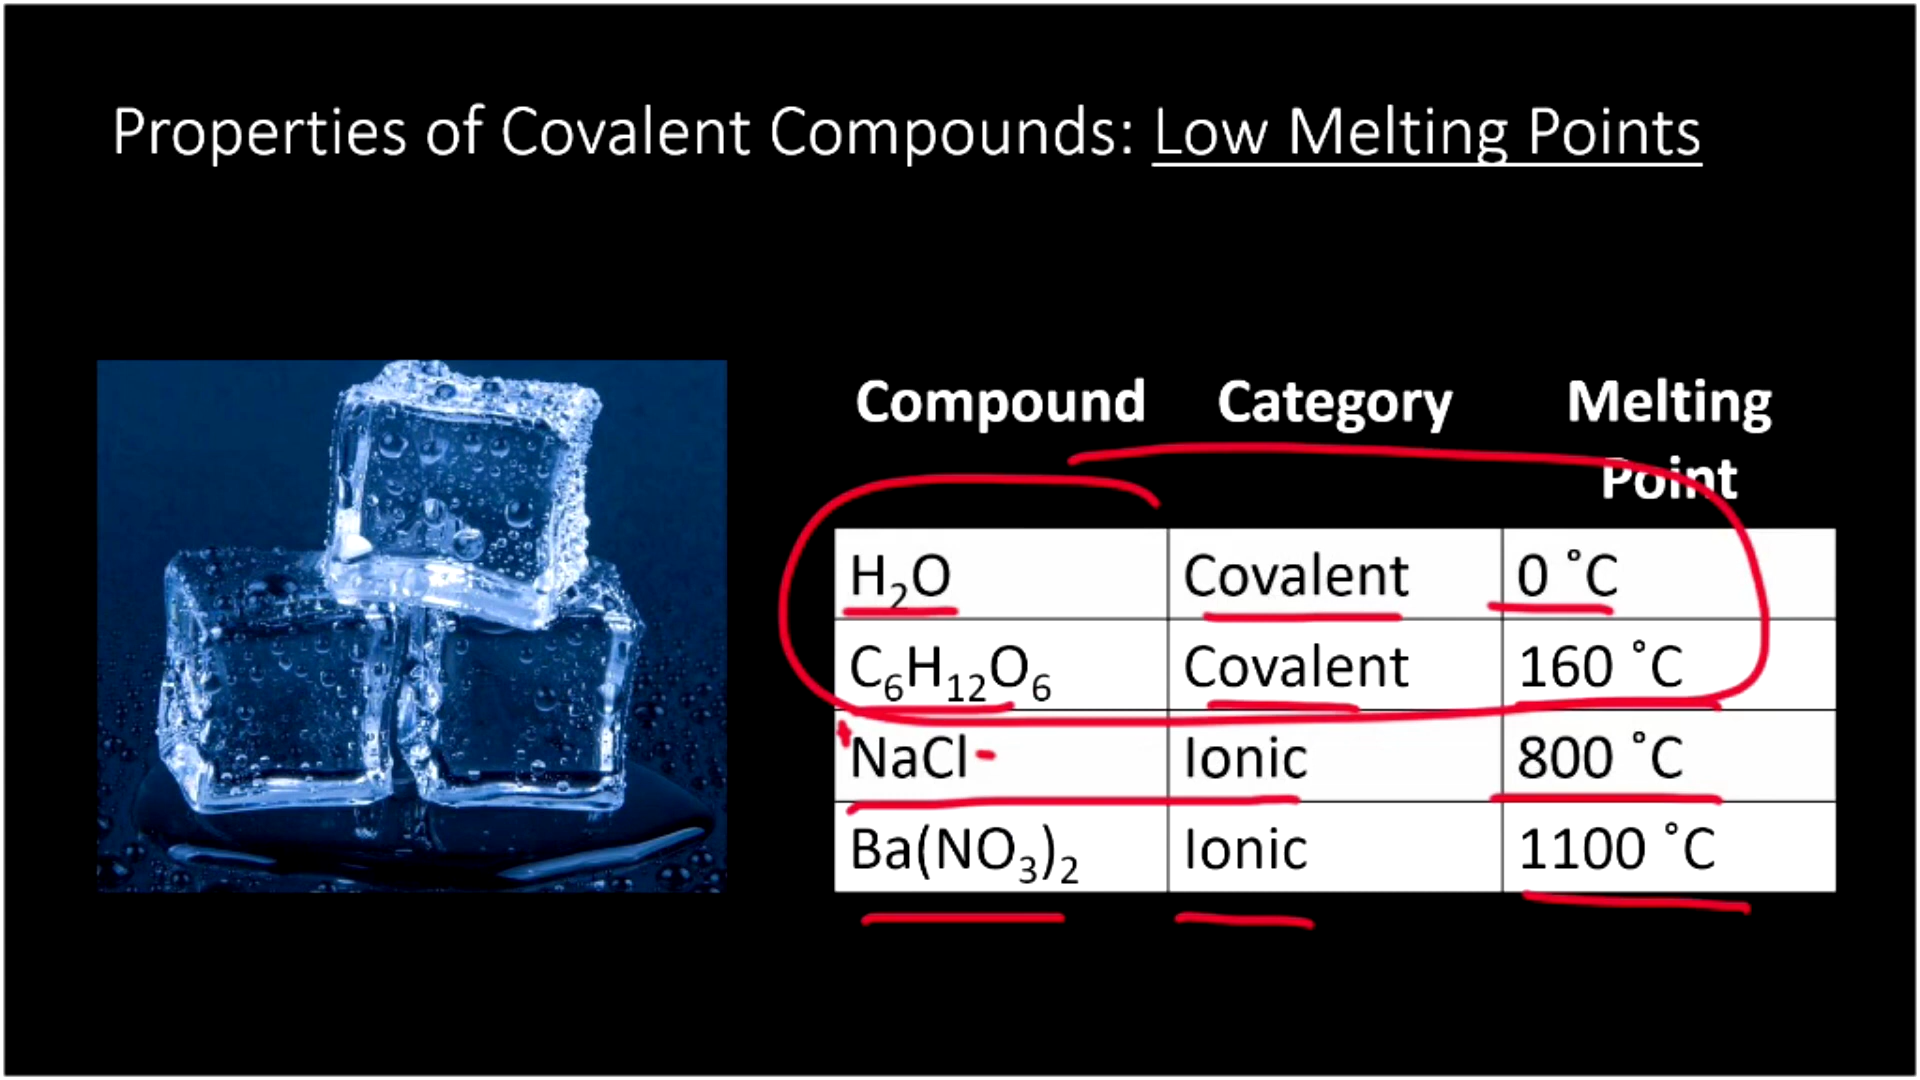 Properties of Covalent Compounds: Low Melting Points
Compound Category Melting Point
H₂O Covalent 0 ˚C
C₆H₁₂O₆ Covalent 160 ˚C
NaCl Ionic 800 ˚C
Ba(NO₃)₂ Ionic 1100 ˚C